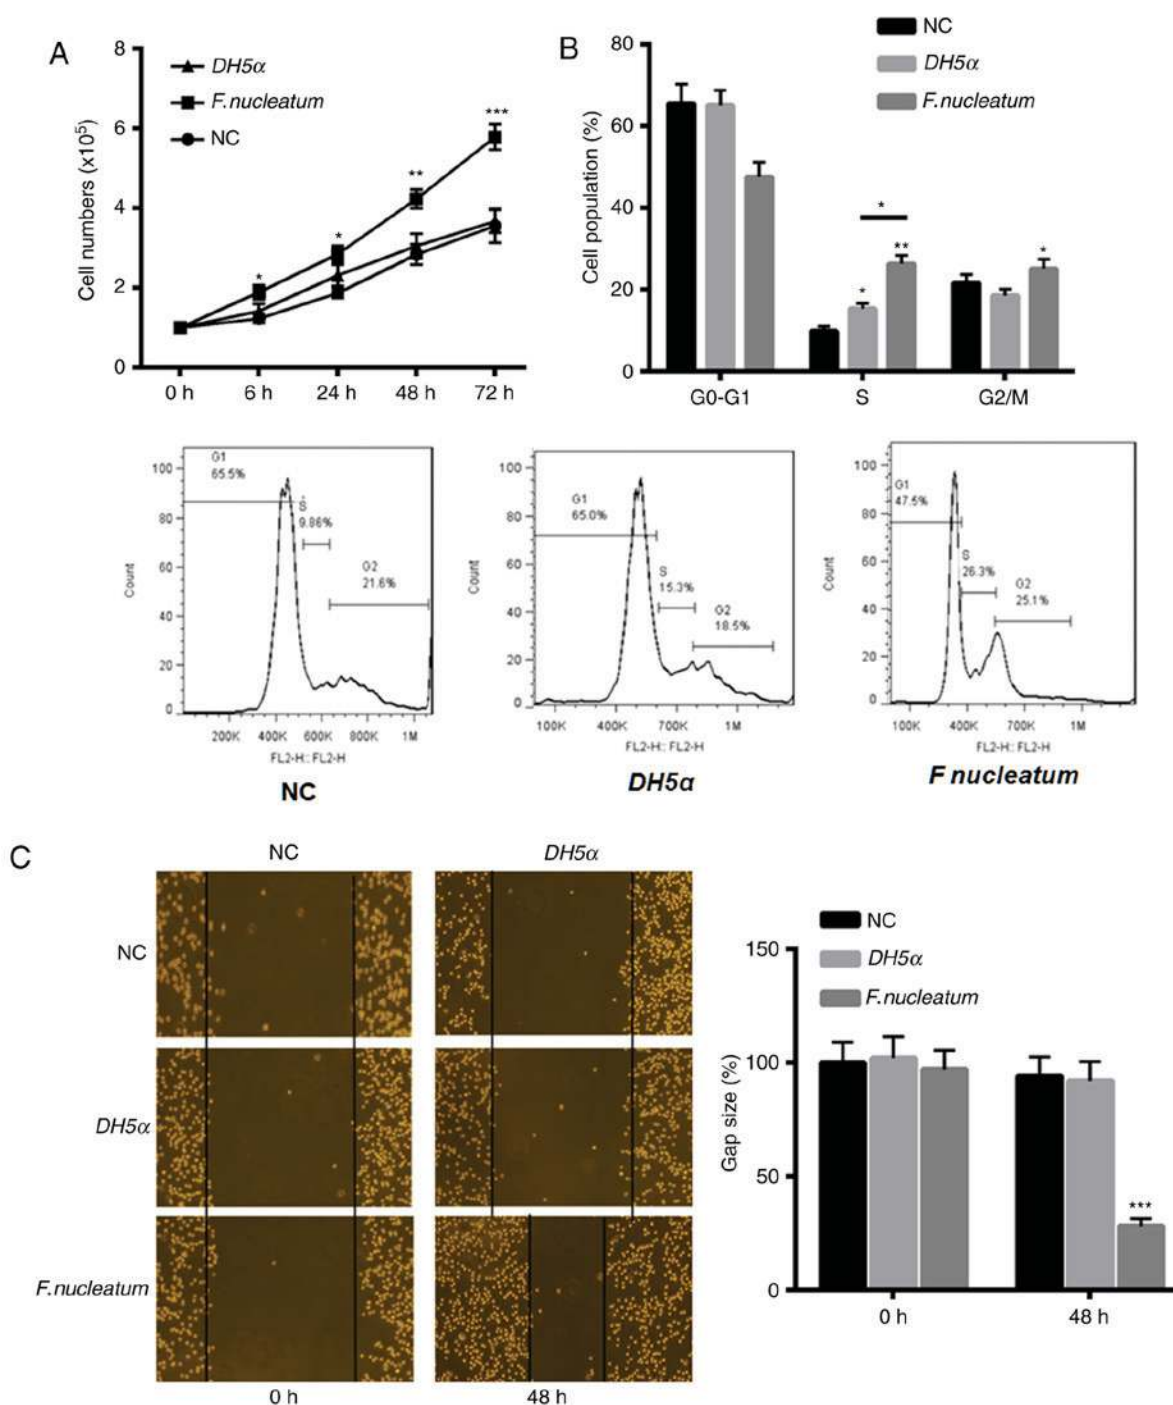 A
8
6
4
2
0
Cell numbers (x10⁵)
DH5α
F.nucleatum
NC
*
*
**
***
0 h
6 h
24 h
48 h
72 h
B
80
60
40
20
0
Cell population (%)
NC
DH5α
F.nucleatum
*
*
**
*
G0-G1
S
G2/M
100
80
60
40
20
0
Count
G1
65.5%
S
9.86%
G2
21.6%
200K 400K 600K 800K 1M
FL2-H:: FL2-H
NC
100
80
60
40
20
0
Count
G1
65.0%
S
15.3%
G2
18.5%
100K 400K 700K 1M
FL2-H:: FL2-H
DH5α
100
80
60
40
20
0
Count
G1
47.5%
S
26.3%
G2
25.1%
100K 400K 700K 1M
FL2-H:: FL2-H
F nucleatum
C
NC
DH5α
NC
DH5α
F.nucleatum
0 h
48 h
NC
DH5α
F.nucleatum
150
100
50
0
Gap size (%)
***
0 h
48 h